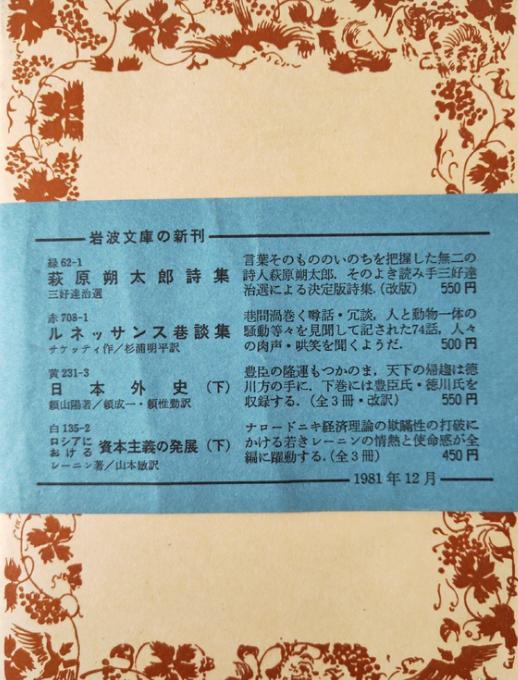 岩波文庫の新刊
緑 62-1
萩原朔太郎詩集
三好達治選
言葉そのもののいのちを把握した無二の
詩人萩原朔太郎．そのよき読み手三好達
治選による決定版詩集．(改版) 550円
赤 708-1
ルネッサンス巷談集
サケッティ作／杉浦明平訳
巷間渦巻く噂話・冗談，人と動物一体の
騒動等々を見聞して記された74話，人々
の肉声・哄笑を聞くようだ． 500円
黄 231-3
日本外史（下）
頼山陽著／頼成一・頼惟勤訳
豊臣の隆運もつかのま，天下の帰趨は徳
川方の手に．下巻には豊臣氏・徳川氏を
収録する．(全3冊・改訳) 550円
白 135-2
ロシアに
おける 資本主義の発展（下）
レーニン著／山本敏訳
ナロードニキ経済理論の欺瞞性の打破に
かける若きレーニンの情熱と使命感が全
編に躍動する．(全3冊) 450円
1981年12月